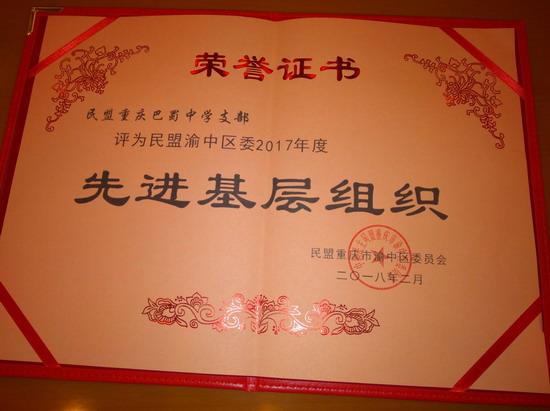 荣誉证书
民盟重庆巴蜀中学支部
评为民盟渝中区委2017年度
先进基层组织
民盟重庆市渝中区委员会
二〇一八年二月